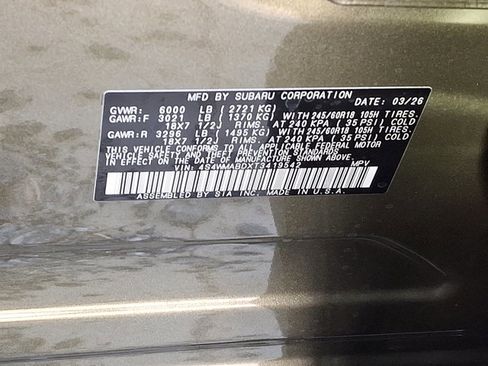 MFD BY SUBARU CORPORATION DATE: 03/26
GVWR: 6000 LB (2721 KG)
GAWR:F 3021 LB (1370 KG) WITH 245/60R18 105H TIRES,
18X7 1/2J RIMS, AT 240 KPA (35 PSI) COLD
GAWR:R 3296 LB (1495 KG) WITH 245/60R18 105H TIRES,
18X7 1/2J RIMS, AT 240 KPA (35 PSI) COLD
THIS VEHICLE CONFORMS TO ALL APPLICABLE FEDERAL MOTOR
VEHICLE SAFETY, BUMPER, AND THEFT PREVENTION STANDARDS
IN EFFECT ON THE DATE OF MANUFACTURE SHOWN ABOVE.
VIN: 4S4WMABDXT3419542 MPV
ASSEMBLED BY SIA INC. MADE IN U.S.A.